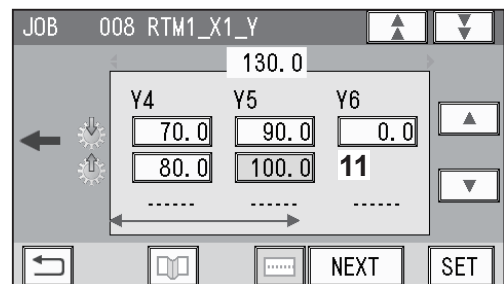 JOB 008 RTM1_X1_Y
130.0
Y4 Y5 Y6
70.0 90.0 0.0
80.0 100.0 11
------ ------ ------
NEXT SET